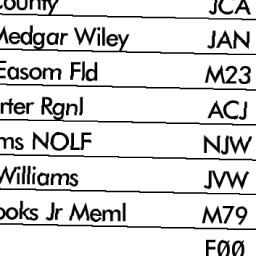 County JCA
Medgar Wiley JAN
Easom Fld M23
rter Rgnl ACJ
ms NOLF NJW
Williams JVW
ooks Jr Meml M79
F00